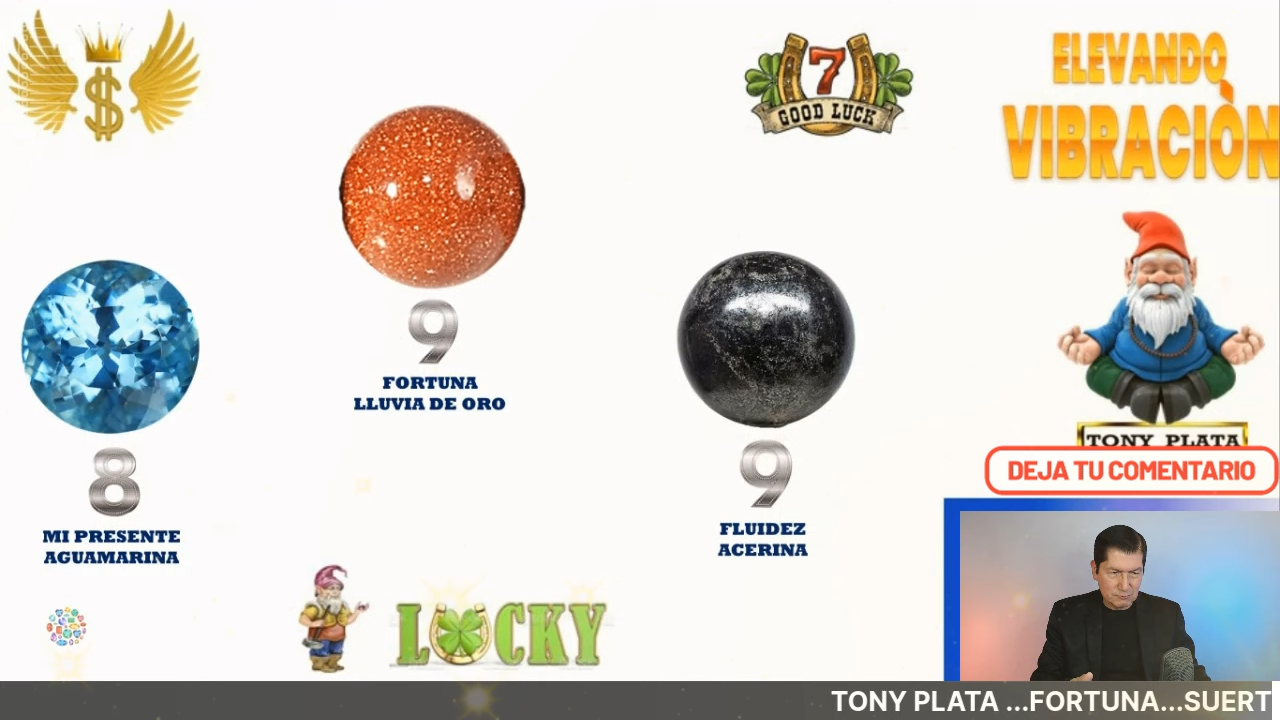 $
7
GOOD LUCK
ELEVANDO
VIBRACIÒN
9
FORTUNA
LLUVIA DE ORO
8
MI PRESENTE
AGUAMARINA
9
FLUIDEZ
ACERINA
TONY PLATA
DEJA TU COMENTARIO
LUCKY
TONY PLATA ...FORTUNA...SUERT